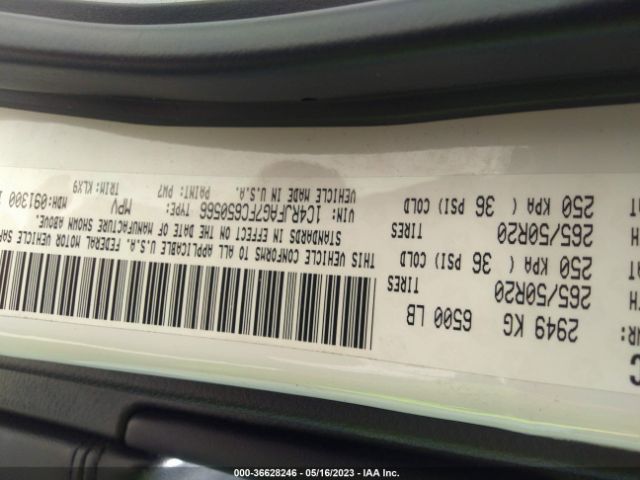 2949 KG 6500 LB
265/50R20 TIRES
250 KPA ( 36 PSI) COLD
265/50R20 TIRES
250 KPA ( 36 PSI) COLD
THIS VEHICLE CONFORMS TO ALL APPLICABLE U.S.A. FEDERAL MOTOR VEHICLE SAF
STANDARDS IN EFFECT ON THE DATE OF MANUFACTURE SHOWN ABOVE.
VIN: 1C4RJFAG7FC650566 TYPE: MPV MDH:091300
VEHICLE MADE IN U.S.A. PAINT: PW7 TRIM: KLX9
000-36628246 - 05/16/2023 - IAA Inc.